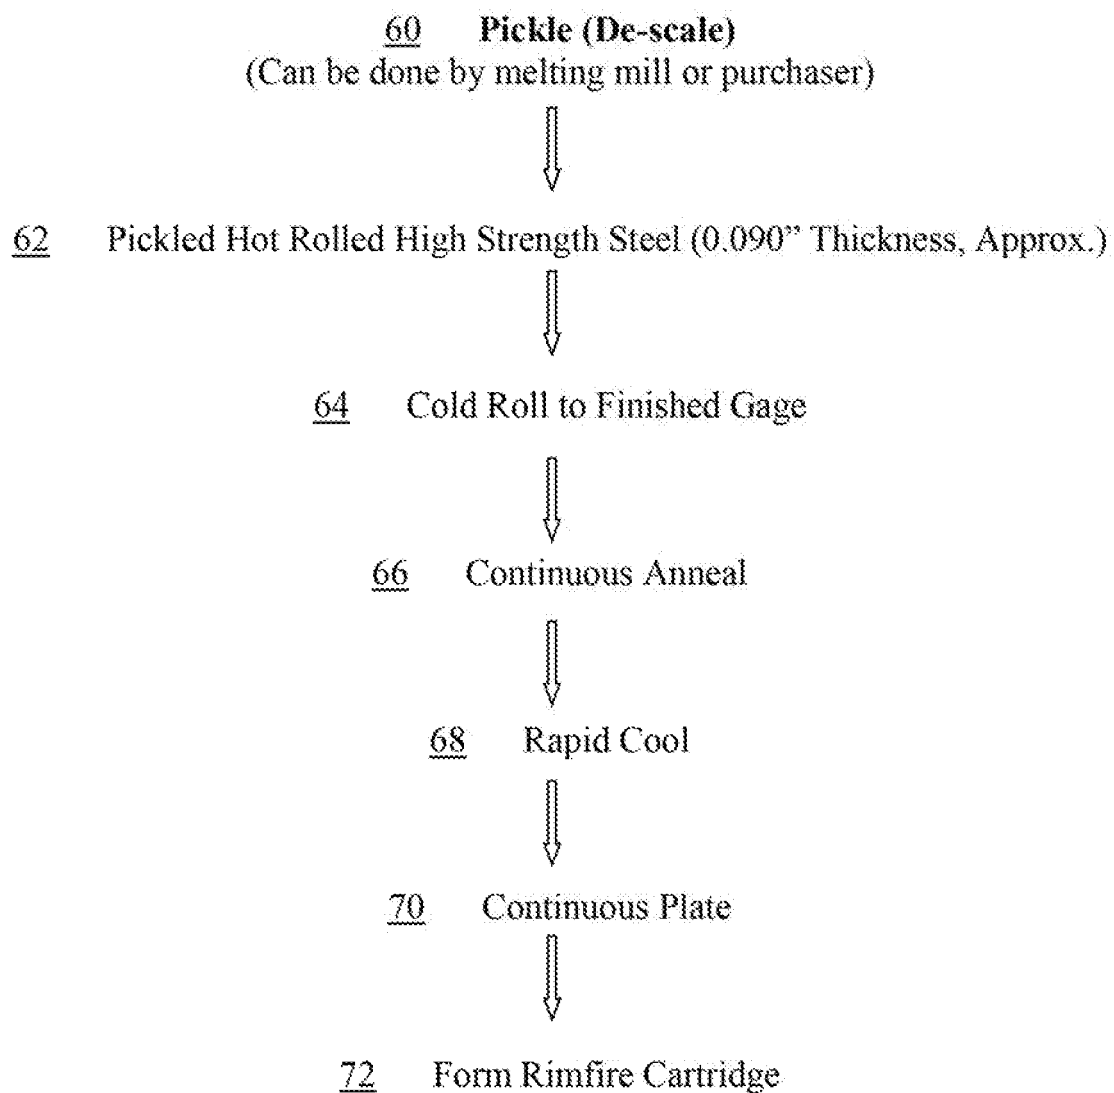 60 Pickle (De-scale)
(Can be done by melting mill or purchaser)
62 Pickled Hot Rolled High Strength Steel (0.090” Thickness, Approx.)
64 Cold Roll to Finished Gage
66 Continuous Anneal
68 Rapid Cool
70 Continuous Plate
72 Form Rimfire Cartridge